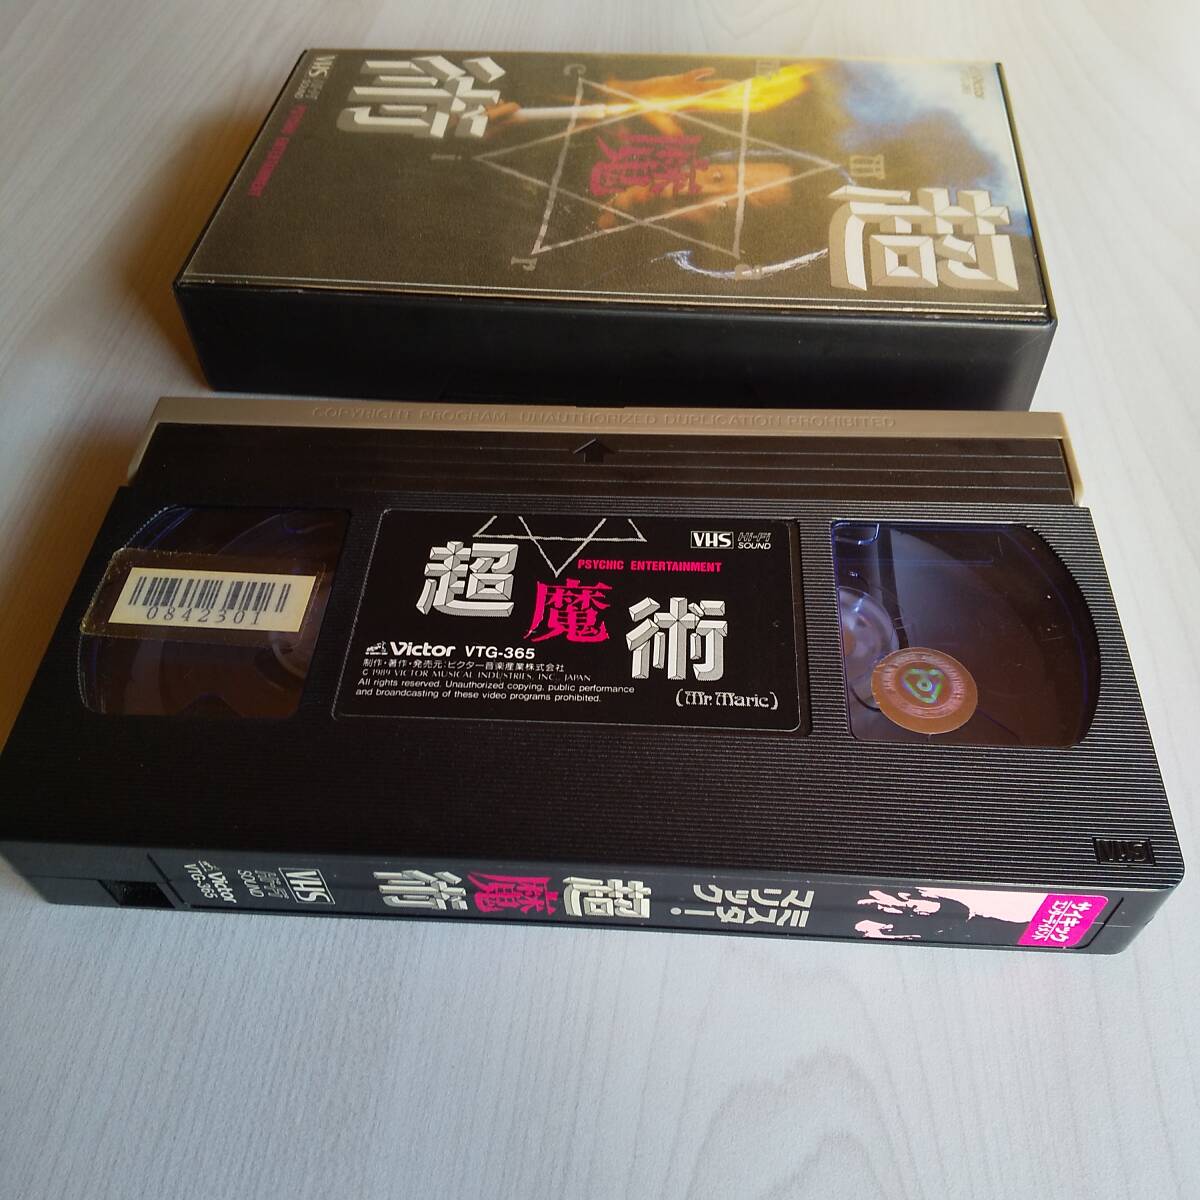 超
魔
術
VHS
PSYCHIC ENTERTAINMENT
Victor
C
i
r
COPYRIGHT PROGRAM UNAUTHORIZED DUPLICATION PROHIBITED
0842301
VHS Hi-Fi SOUND
PSYCHIC ENTERTAINMENT
超魔術
Victor VTG-365
制作・著作・発売元:ビクター音楽産業株式会社
© 1989 VICTOR MUSICAL INDUSTRIES, INC., JAPAN
All rights reserved. Unauthorized copying, public performance
and broadcasting of these video programs prohibited.
(Mr. Maric)
VHS
サイキック
エンターテイメント
ミスター!
マリック
超魔術
VHS
Hi-Fi
SOUND
Victor
VTG-365